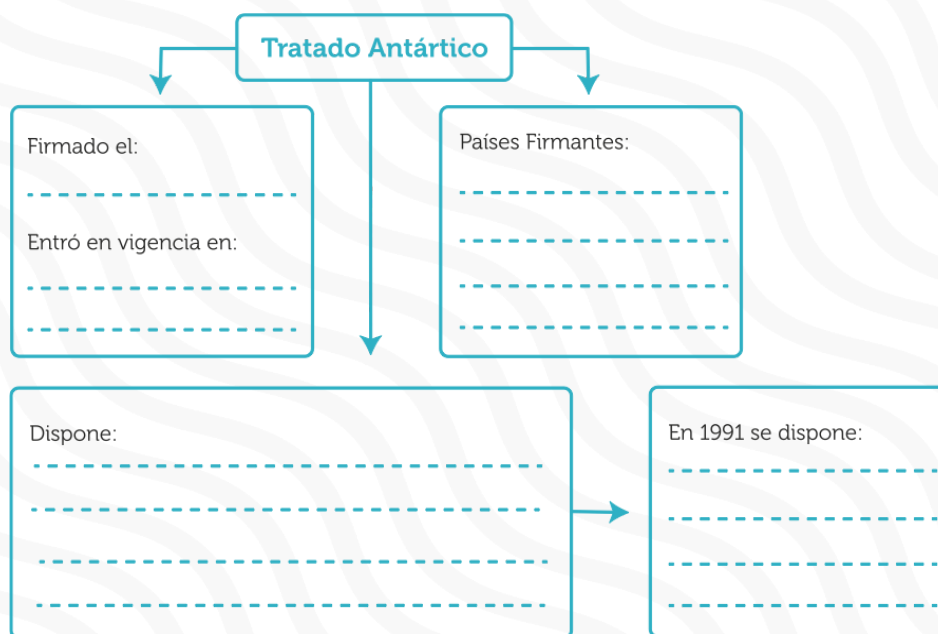 Tratado Antártico
Firmado el:
Entró en vigencia en:
Países Firmantes:
Dispone:
En 1991 se dispone: